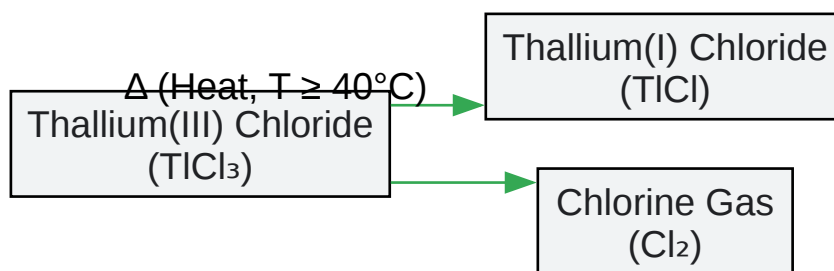 Thallium(I) Chloride
(TlCl)
Δ (Heat, T ≥ 40°C)
Thallium(III) Chloride
(TlCl₃)
Chlorine Gas
(Cl₂)